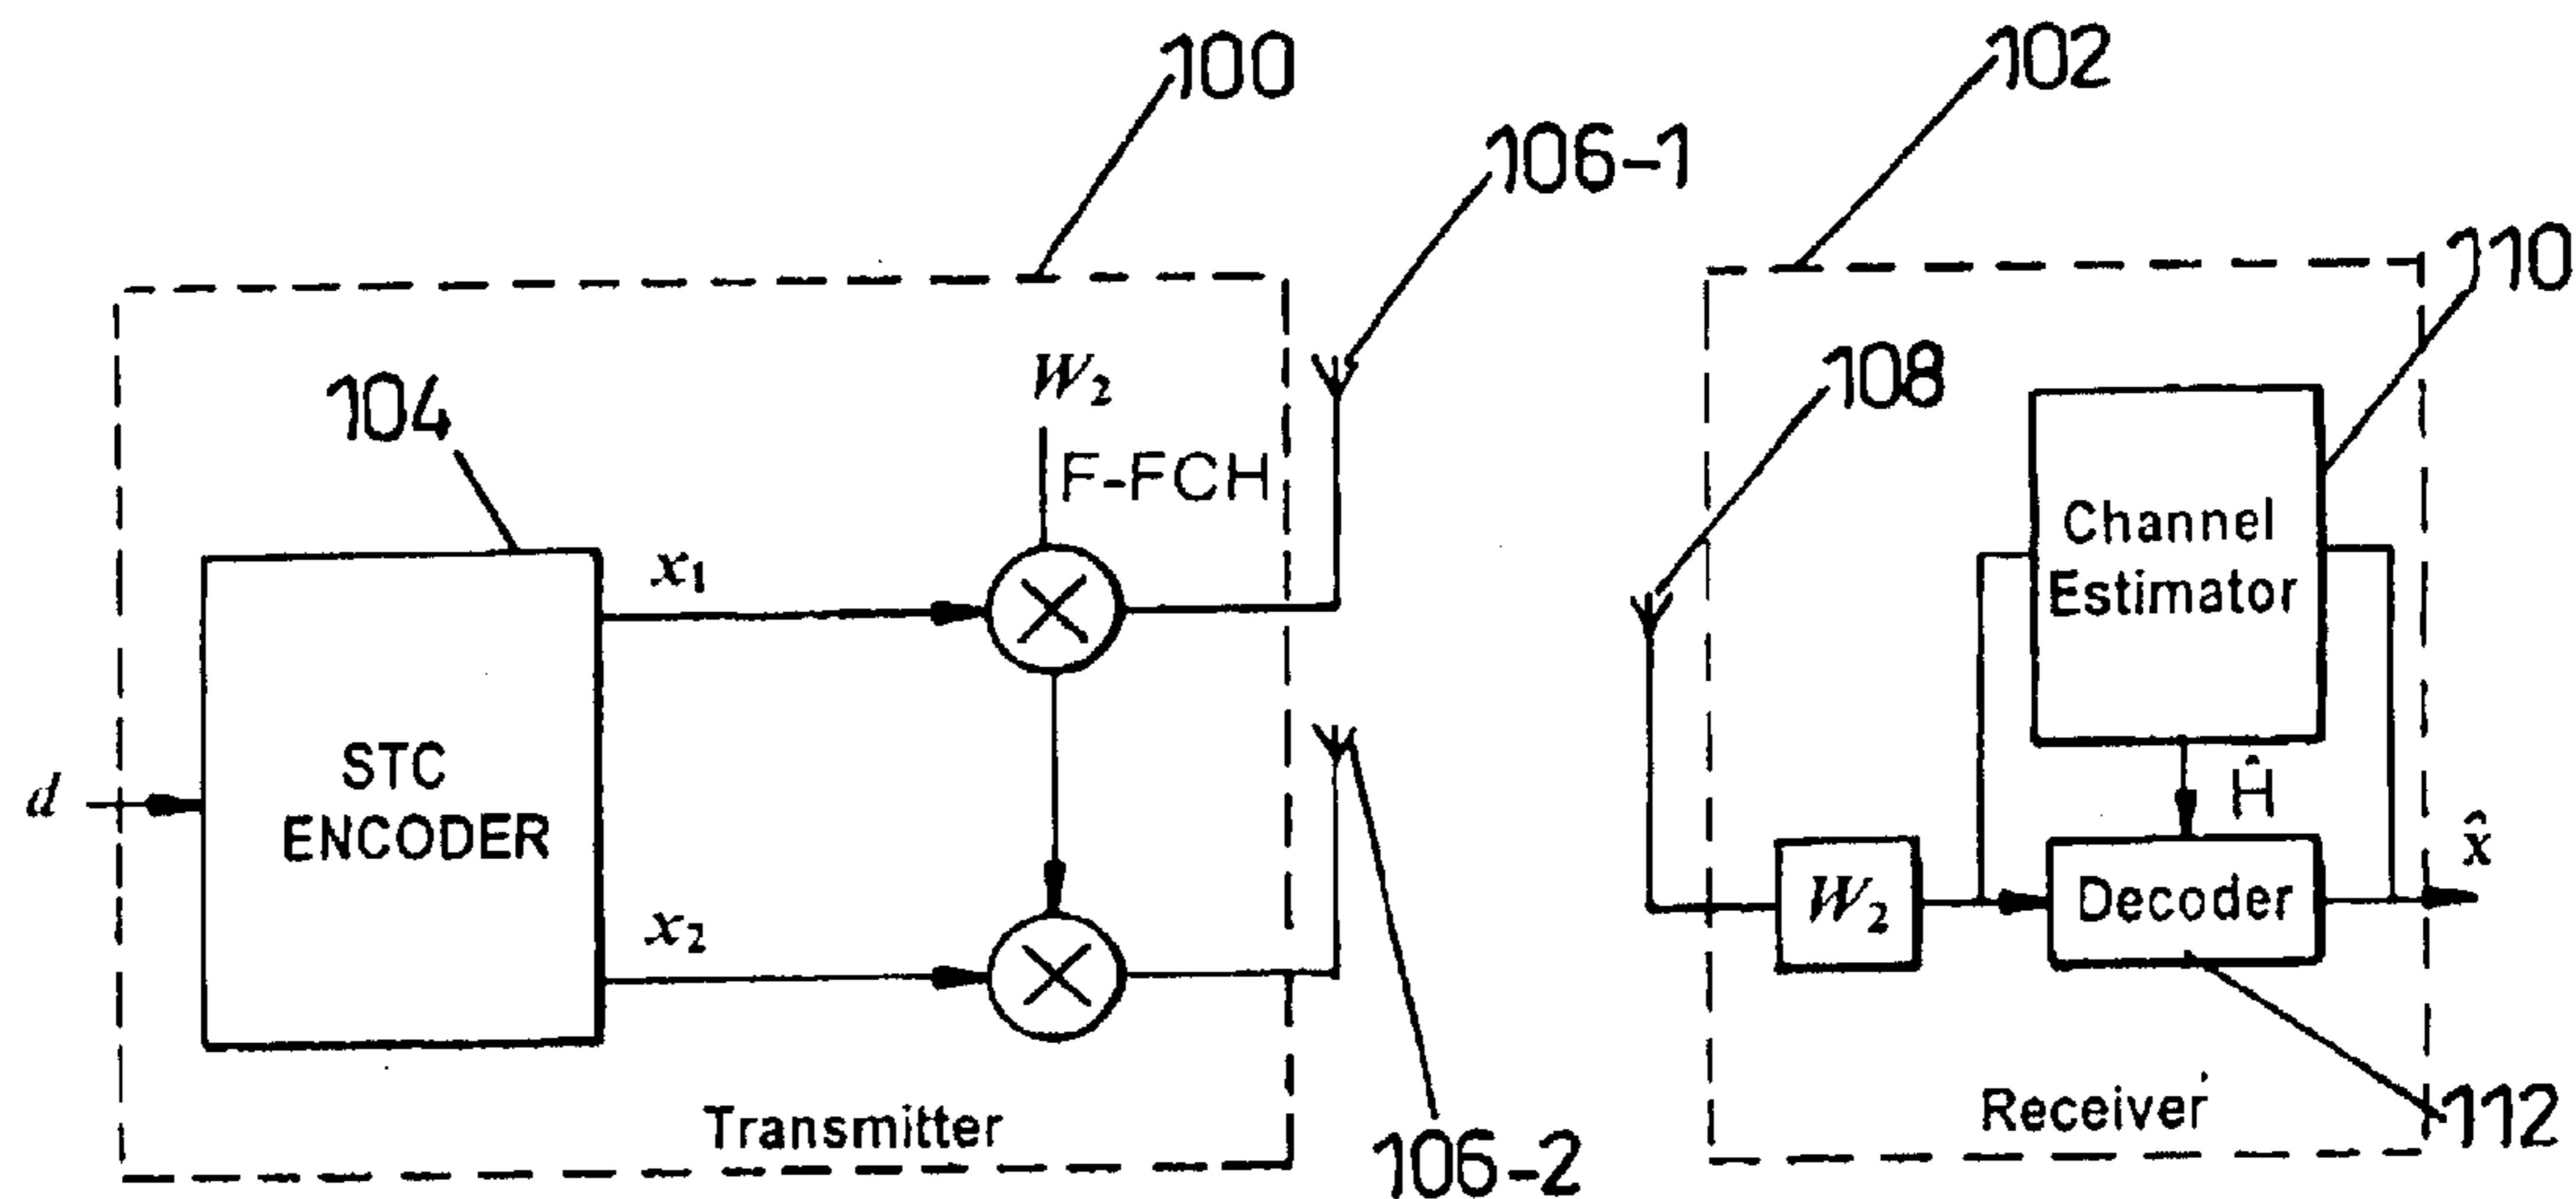 100
102
106-1
110
W₂
108
104
F-FCH
Channel
Estimator
x₁
STC
ENCODER
d
Ĥ
x₂
W₂
Decoder
x̂
Transmitter
Receiver
106-2
112